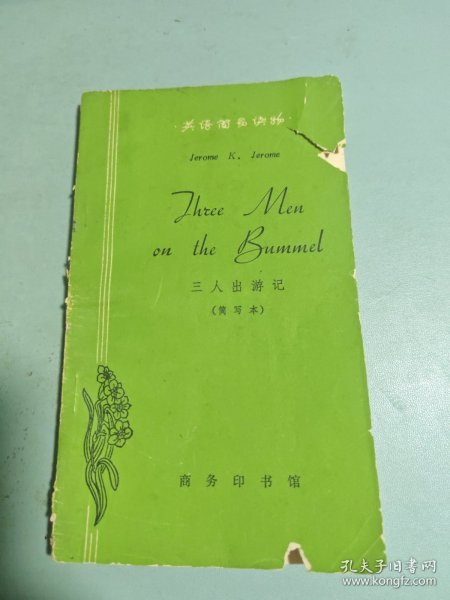 英语简易读物
Jerome K. Jerome
Three Men
on the Bummel
三人出游记
(简写本)
商务印书馆
孔夫子旧书网
www.kongfz.com